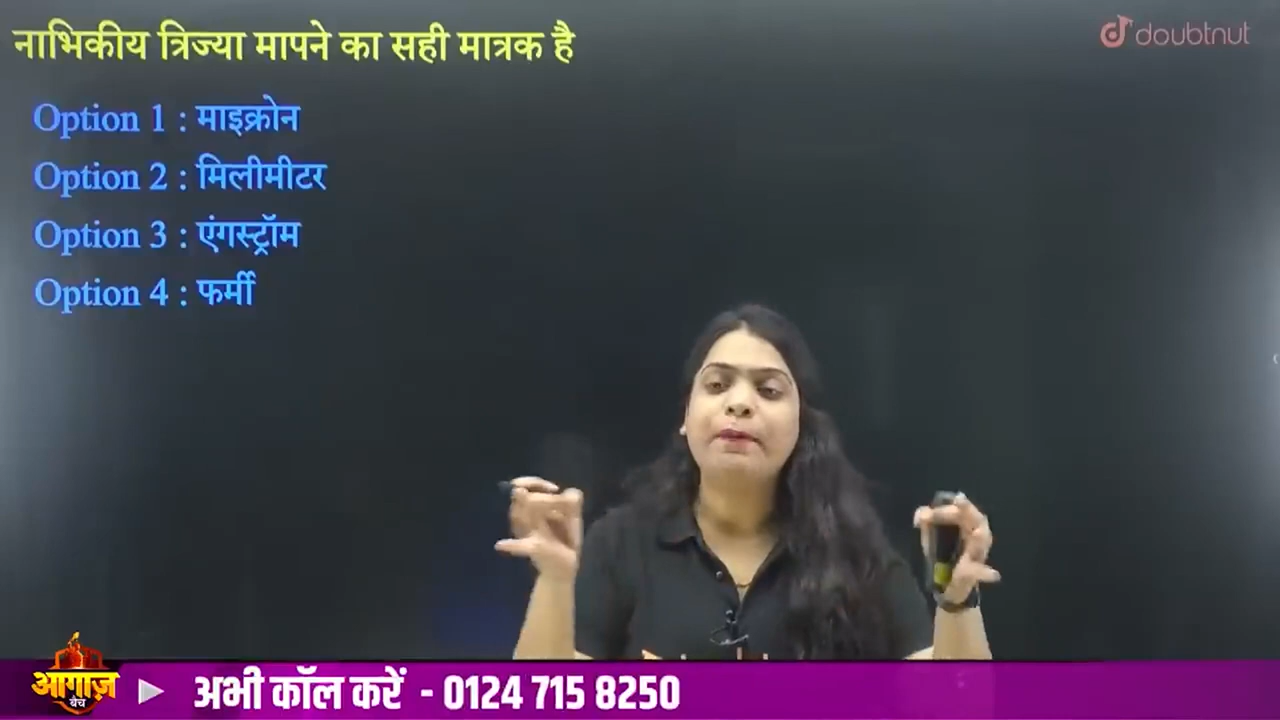 नाभिकीय त्रिज्या मापने का सही मात्रक है
doubtnut
Option 1 : माइक्रोन
Option 2 : मिलीमीटर
Option 3 : एंगस्ट्रॉम
Option 4 : फर्मी
आगाज़
बैच
अभी कॉल करें - 0124 715 8250